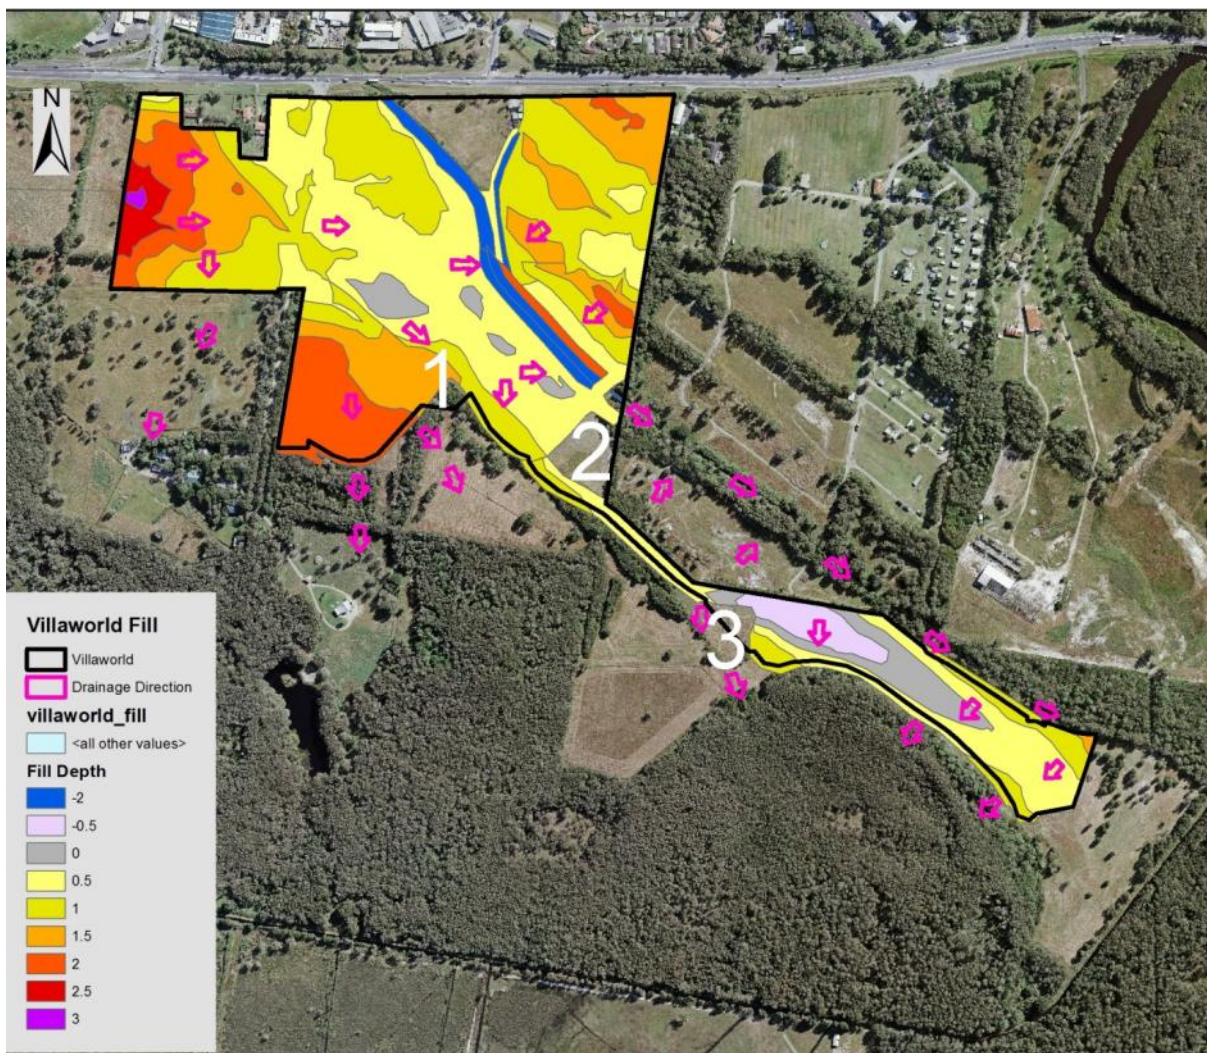 N
1
2
3
Villaworld Fill
Villaworld
Drainage Direction
villaworld_fill
<all other values>
Fill Depth
-2
-0.5
0
0.5
1
1.5
2
2.5
3